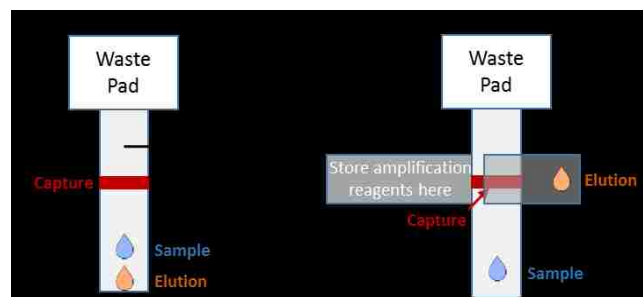 Waste
Pad
Capture
Sample
Elution
Waste
Pad
Store amplification
reagents here
Elution
Capture
Sample